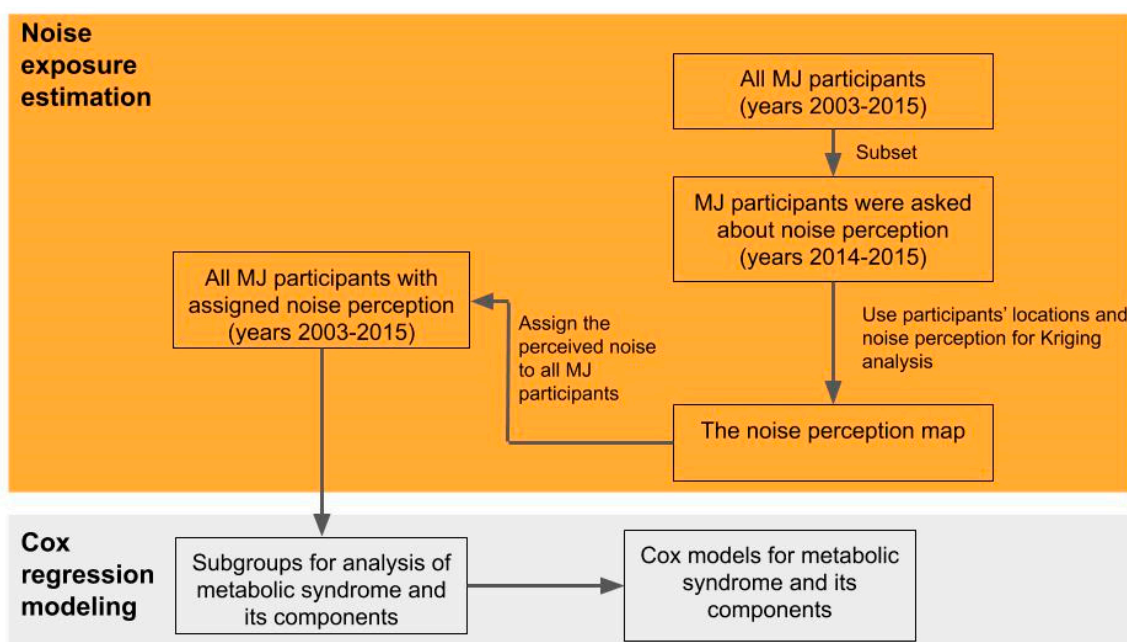 Noise
exposure
estimation
All MJ participants
(years 2003-2015)
Subset
MJ participants were asked
about noise perception
(years 2014-2015)
Use participants' locations and
noise perception for Kriging
analysis
The noise perception map
Assign the
perceived noise
to all MJ
participants
All MJ participants with
assigned noise perception
(years 2003-2015)
Cox
regression
modeling
Subgroups for analysis of
metabolic syndrome and
its components
Cox models for metabolic
syndrome and its
components